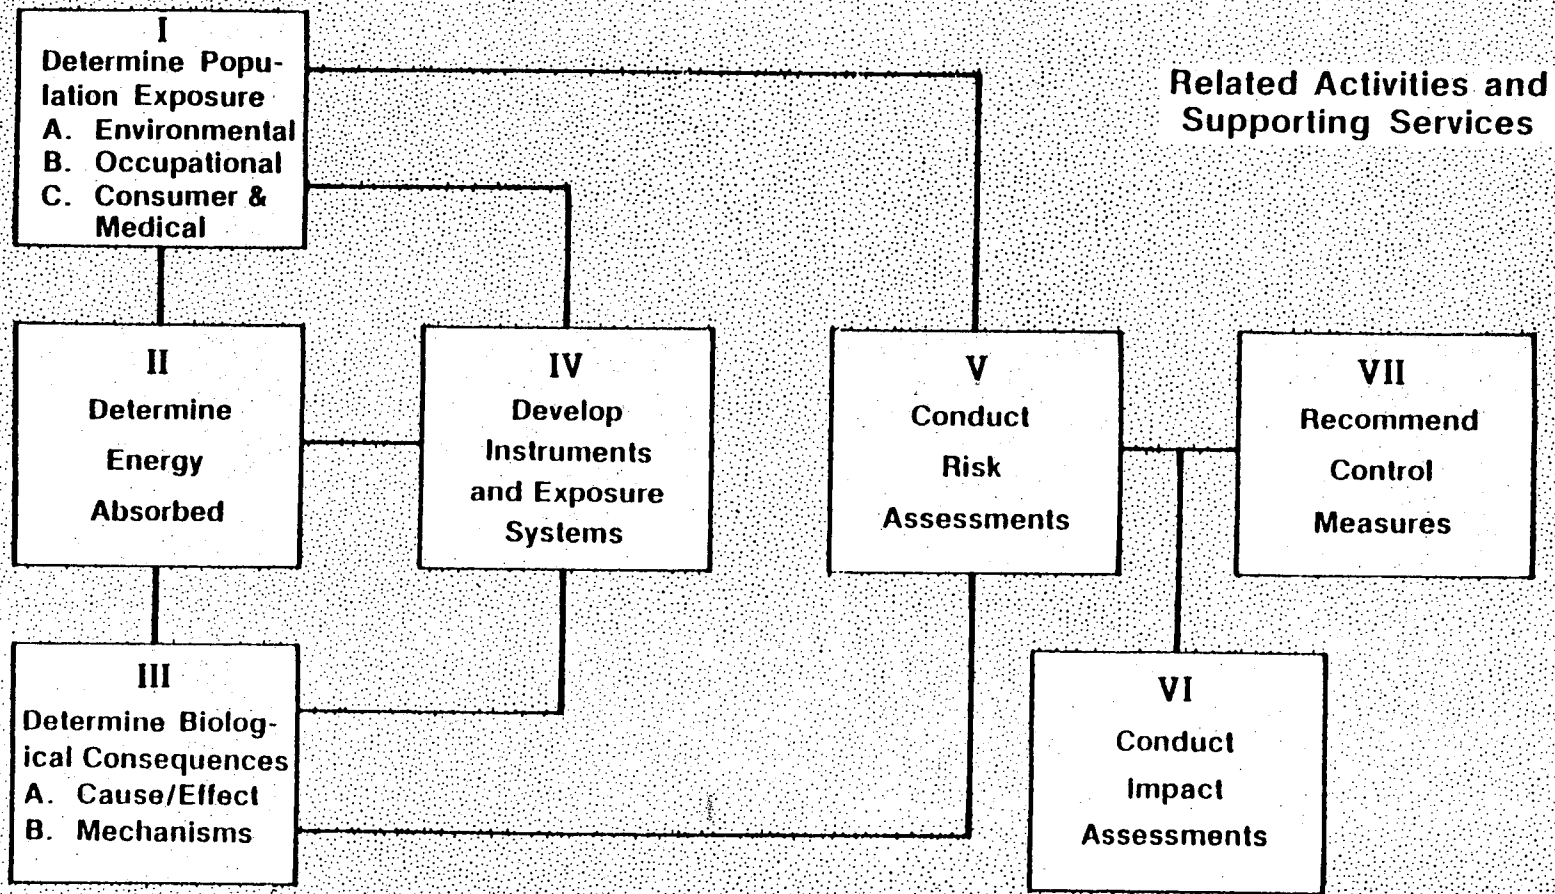 I
Determine Popu-
lation Exposure
A. Environmental
B. Occupational
C. Consumer &
Medical
Related Activities and
Supporting Services
II
Determine
Energy
Absorbed
IV
Develop
Instruments
and Exposure
Systems
V
Conduct
Risk
Assessments
VII
Recommend
Control
Measures
III
Determine Biolog-
ical Consequences
A. Cause/Effect
B. Mechanisms
VI
Conduct
Impact
Assessments